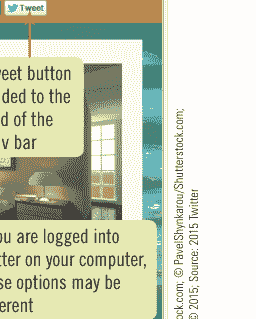 Tweet
eet button
ded to the
d of the
v bar
ou are logged into
tter on your computer,
se options may be
erent
ock.com; © PavelShynkarou/Shutterstock.com;
© 2015; Source: 2015 Twitter